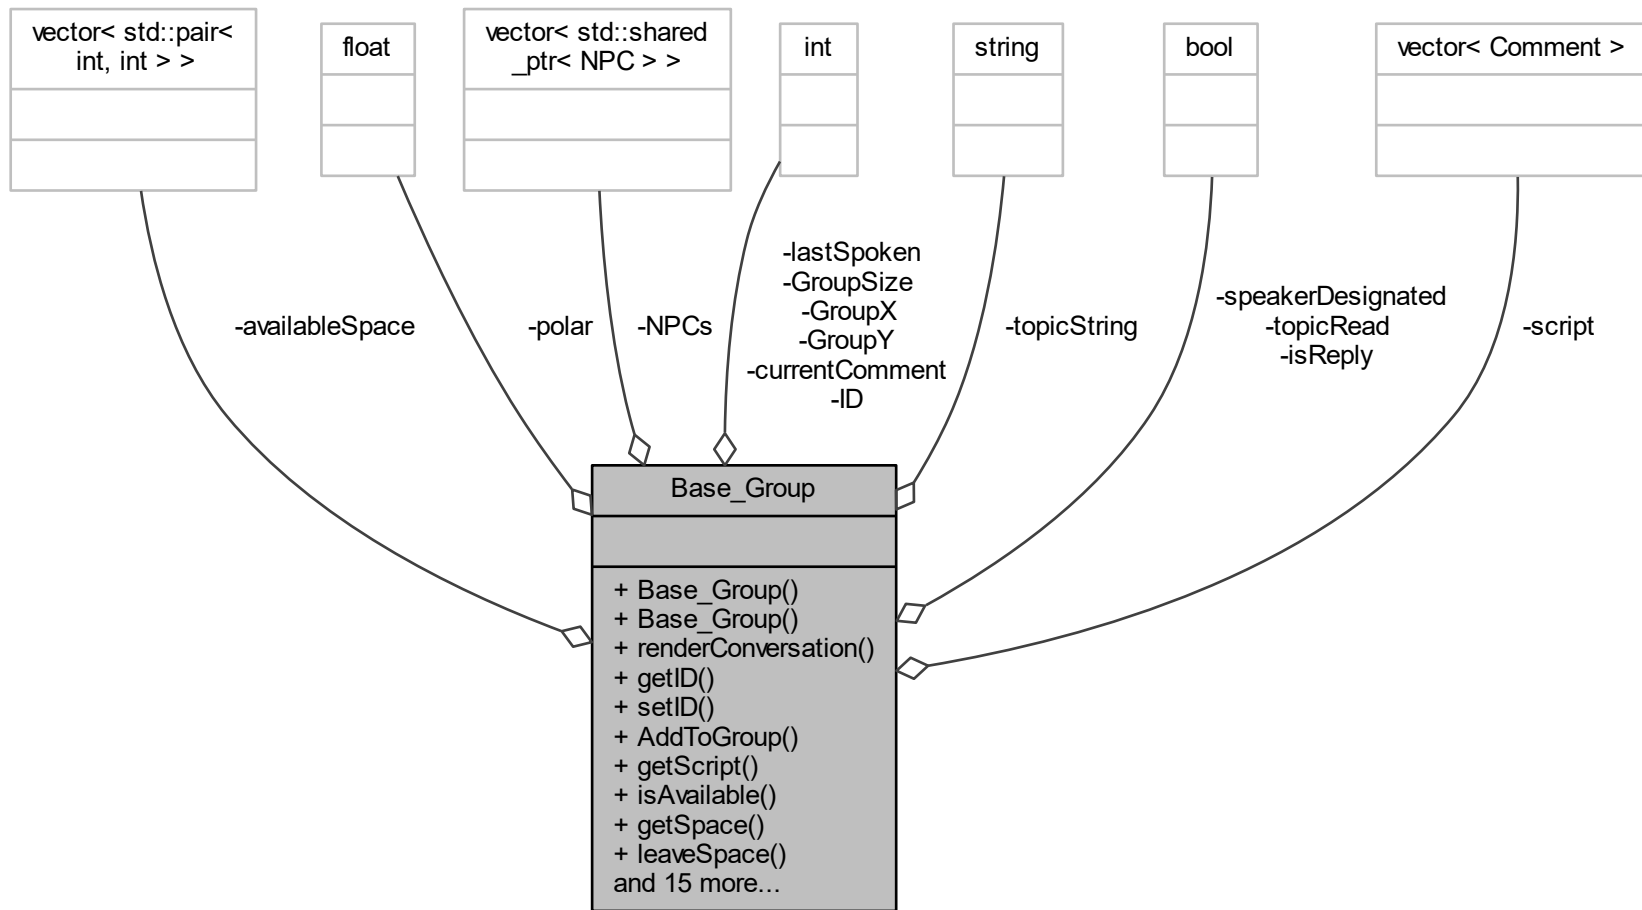 vector< std::pair<
int, int > >
float
vector< std::shared
_ptr< NPC > >
int
string
bool
vector< Comment >
-availableSpace
-polar
-NPCs
-lastSpoken
-GroupSize
-GroupX
-GroupY
-currentComment
-ID
-topicString
-speakerDesignated
-topicRead
-isReply
-script
Base_Group
+ Base_Group()
+ Base_Group()
+ renderConversation()
+ getID()
+ setID()
+ AddToGroup()
+ getScript()
+ isAvailable()
+ getSpace()
+ leaveSpace()
and 15 more...